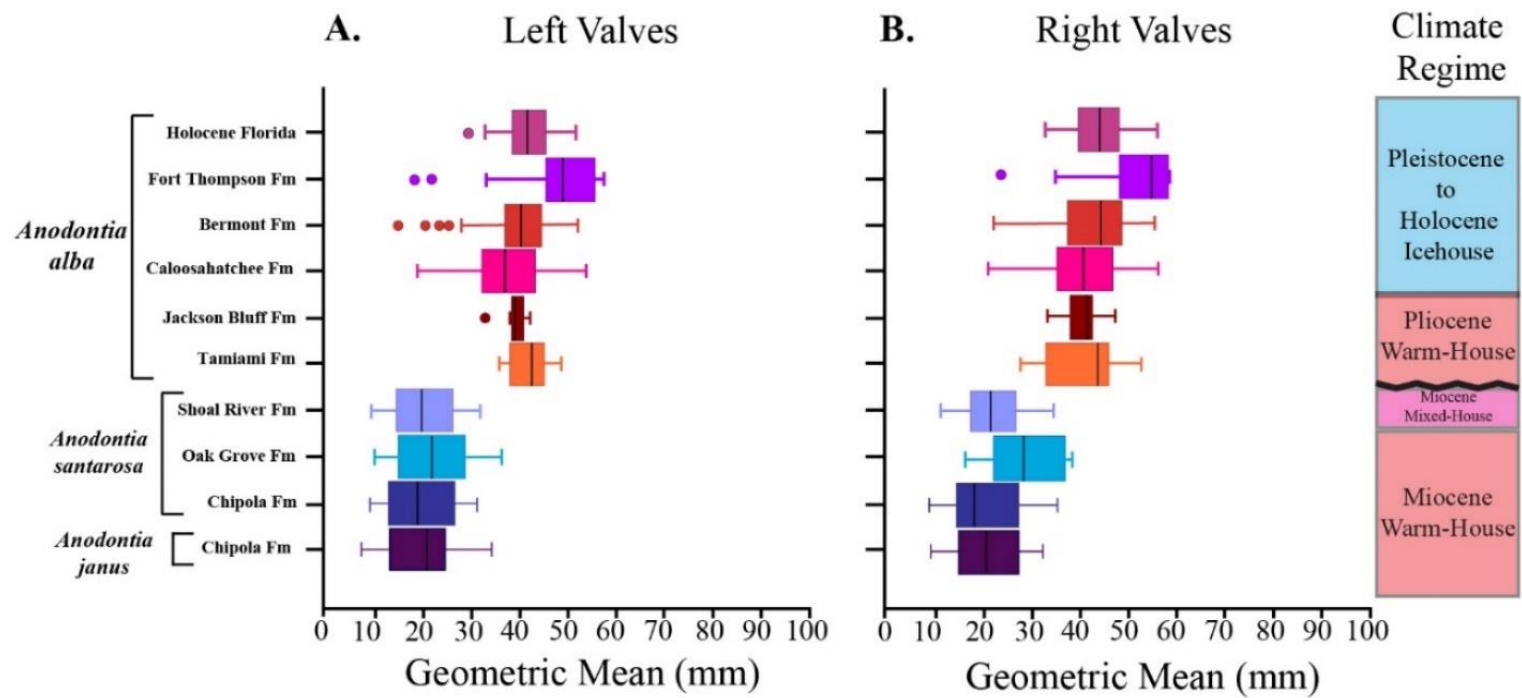 A. Left Valves
B. Right Valves
Climate
Regime
Holocene Florida
Fort Thompson Fm
Bermont Fm
Caloosahatchee Fm
Jackson Bluff Fm
Tamiami Fm
Shoal River Fm
Oak Grove Fm
Chipola Fm
Chipola Fm
Anodontia
alba
Anodontia
santarosa
Anodontia
janus
0 10 20 30 40 50 60 70 80 90 100
Geometric Mean (mm)
0 10 20 30 40 50 60 70 80 90 100
Geometric Mean (mm)
Pleistocene
to
Holocene
Icehouse
Pliocene
Warm-House
Miocene
Mixed-House
Miocene
Warm-House